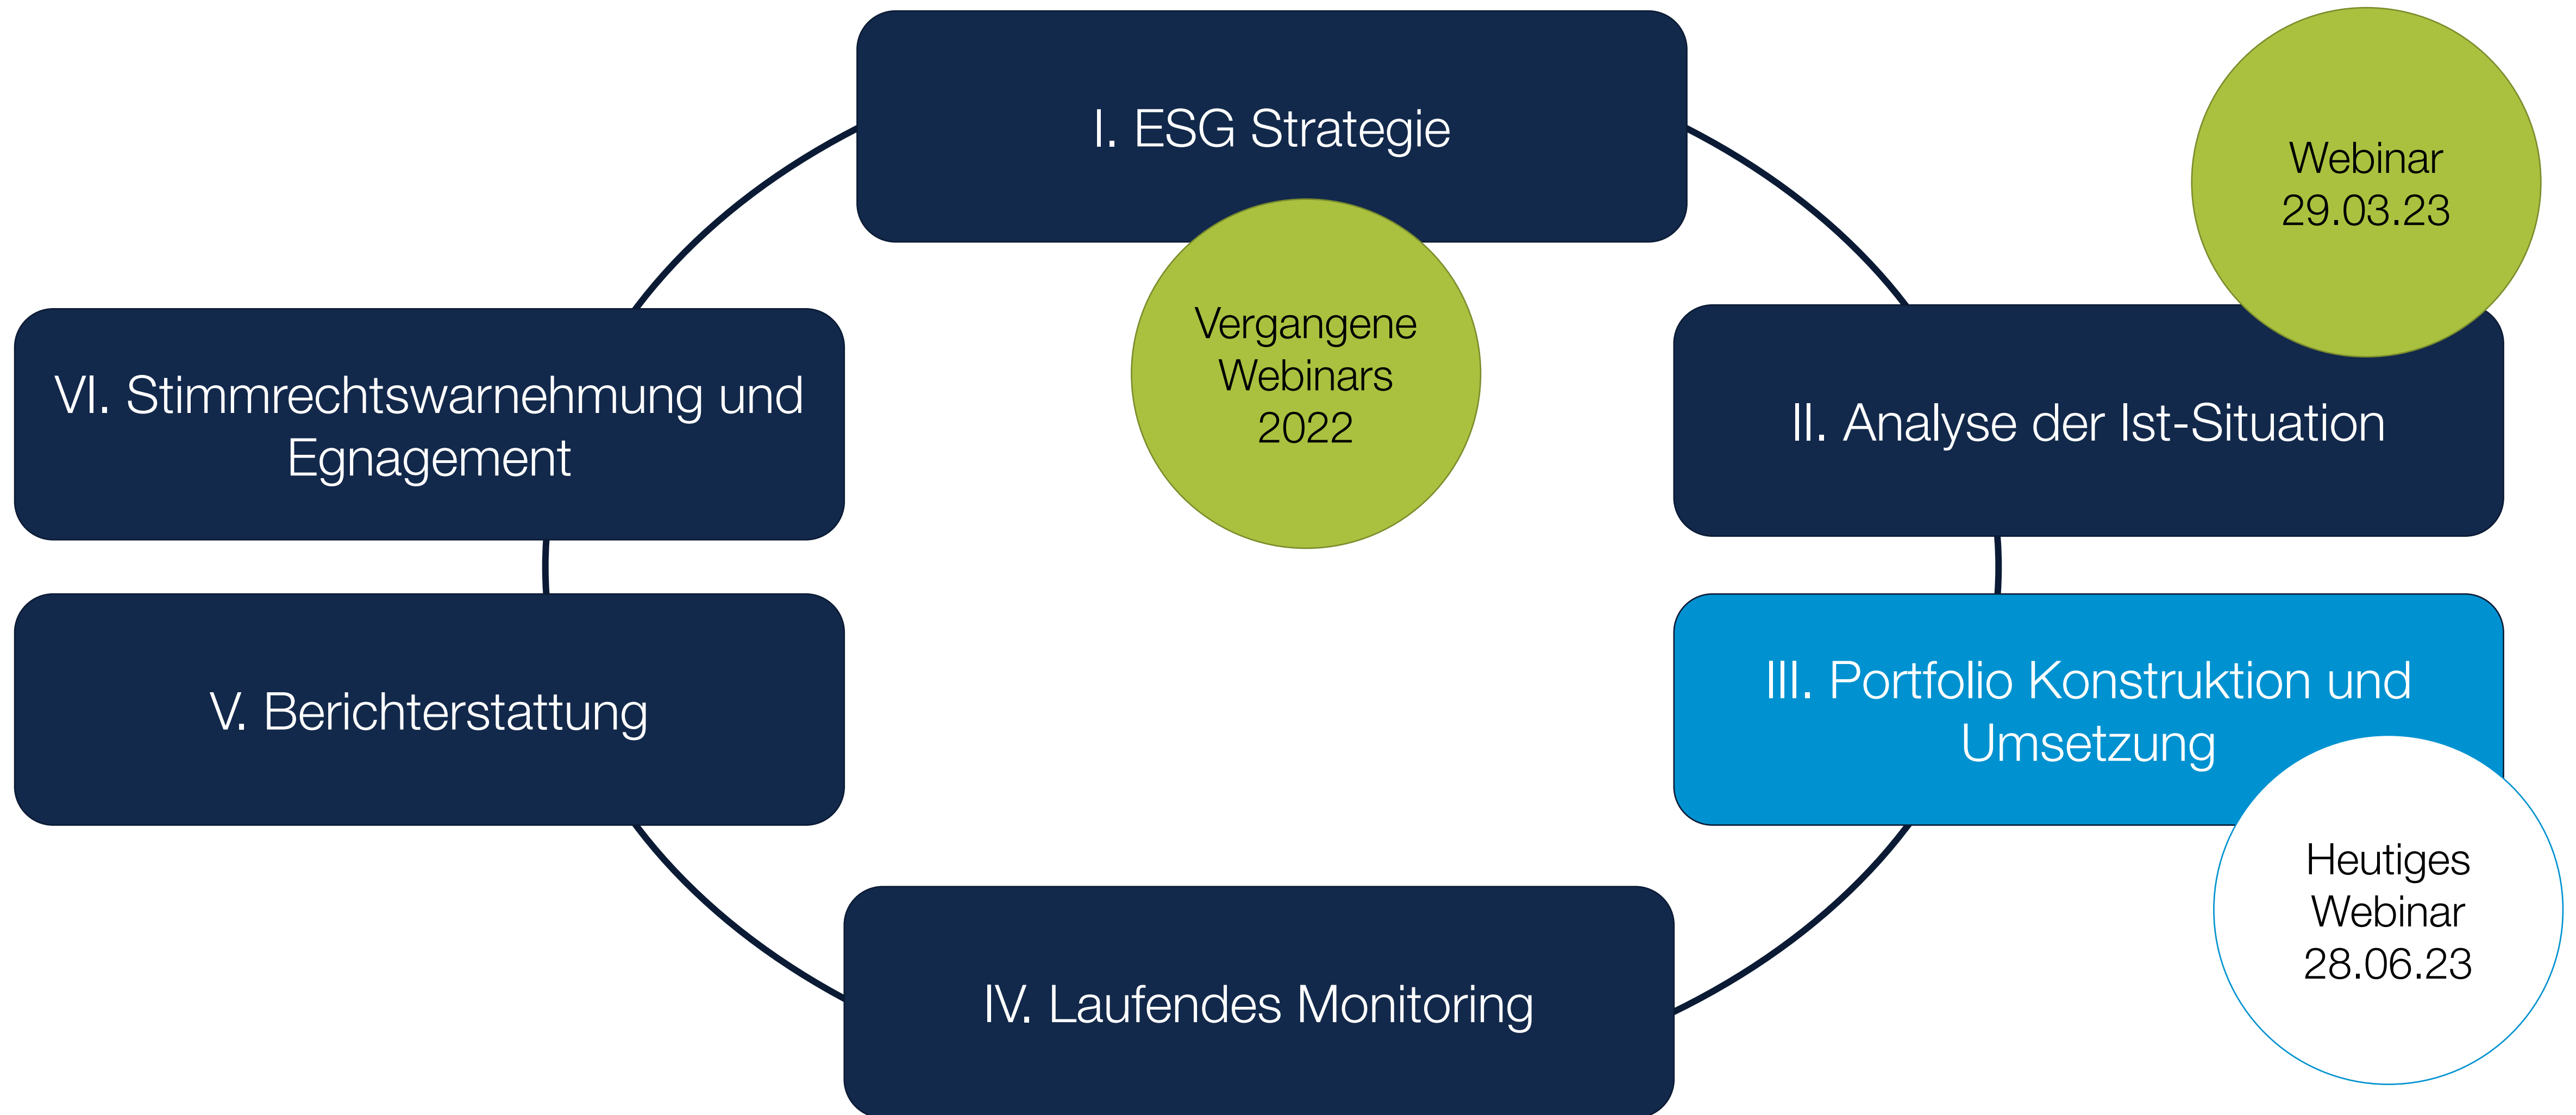 I. ESG Strategie
Vergangene
Webinars
2022
Webinar
29.03.23
II. Analyse der Ist-Situation
III. Portfolio Konstruktion und
Umsetzung
Heutiges
Webinar
28.06.23
IV. Laufendes Monitoring
V. Berichterstattung
VI. Stimmrechtswarnehmung und
Egnagement